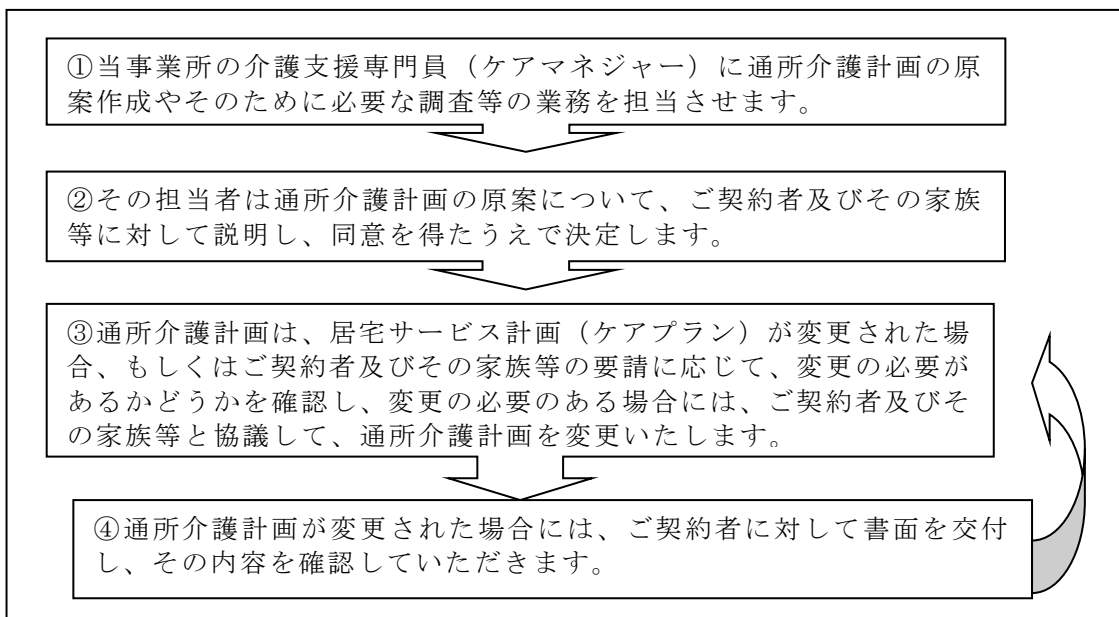 ①当事業所の介護支援専門員（ケアマネジャー）に通所介護計画の原
案作成やそのために必要な調査等の業務を担当させます。
②その担当者は通所介護計画の原案について、ご契約者及びその家族
等に対して説明し、同意を得たうえで決定します。
③通所介護計画は、居宅サービス計画（ケアプラン）が変更された場
合、もしくはご契約者及びその家族等の要請に応じて、変更の必要が
あるかどうかを確認し、変更の必要のある場合には、ご契約者及びそ
の家族等と協議して、通所介護計画を変更いたします。
④通所介護計画が変更された場合には、ご契約者に対して書面を交付
し、その内容を確認していただきます。